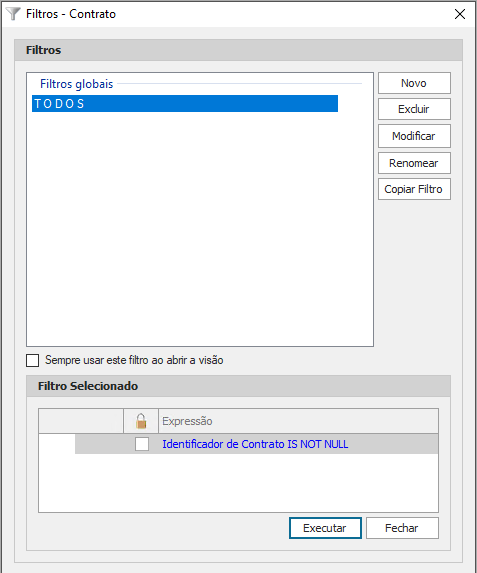 Filtros - Contrato
Filtros
Filtros globais
T O D O S
Novo
Excluir
Modificar
Renomear
Copiar Filtro
Sempre usar este filtro ao abrir a visão
Filtro Selecionado
Expressão
Identificador de Contrato IS NOT NULL
Executar
Fechar